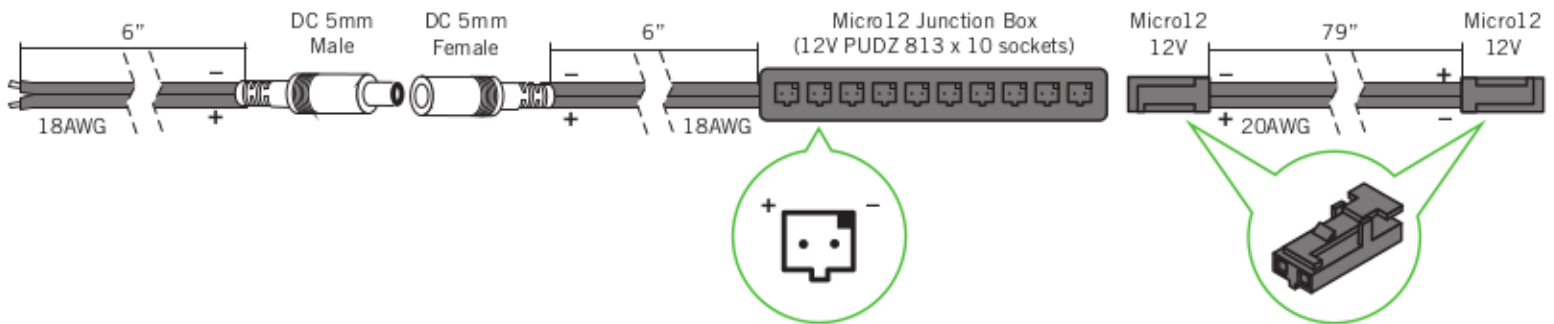 6”
DC 5mm
Male
DC 5mm
Female
6”
Micro12 Junction Box
(12V PUDZ 813 x 10 sockets)
Micro12
12V
79”
Micro12
12V
−
+
18AWG
−
+
18AWG
−
+
20AWG
+
−
+
−